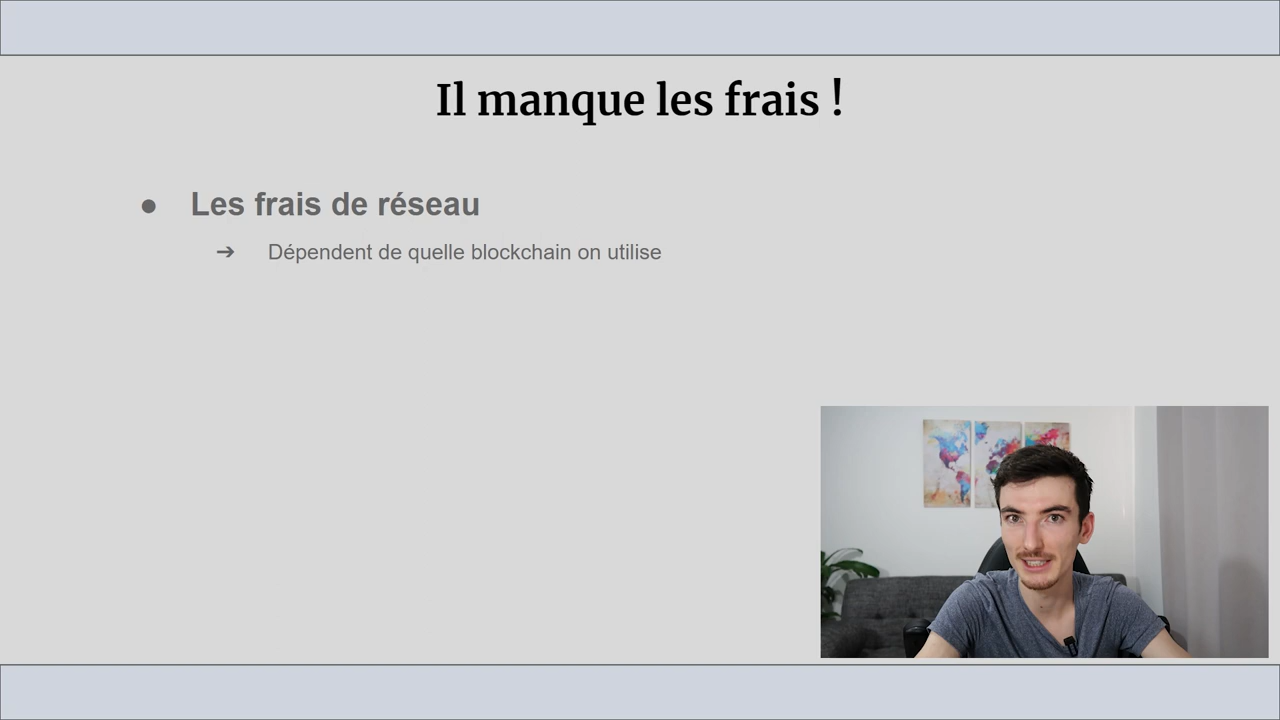 Il manque les frais !
● Les frais de réseau
➔ Dépendent de quelle blockchain on utilise